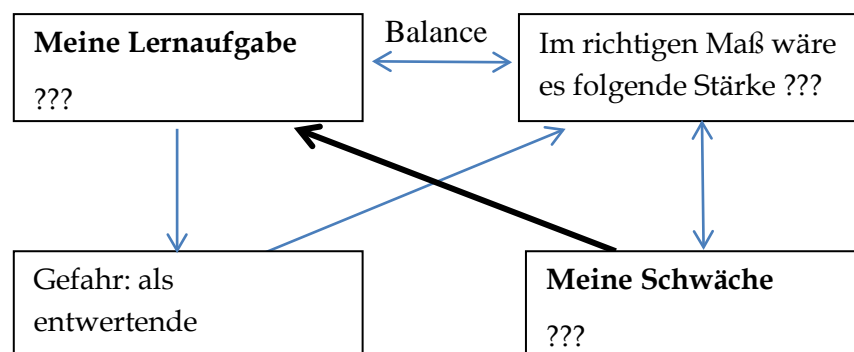 Meine Lernaufgabe
???
Balance
Im richtigen Maß wäre
es folgende Stärke ???
Gefahr: als
entwertende
Meine Schwäche
???